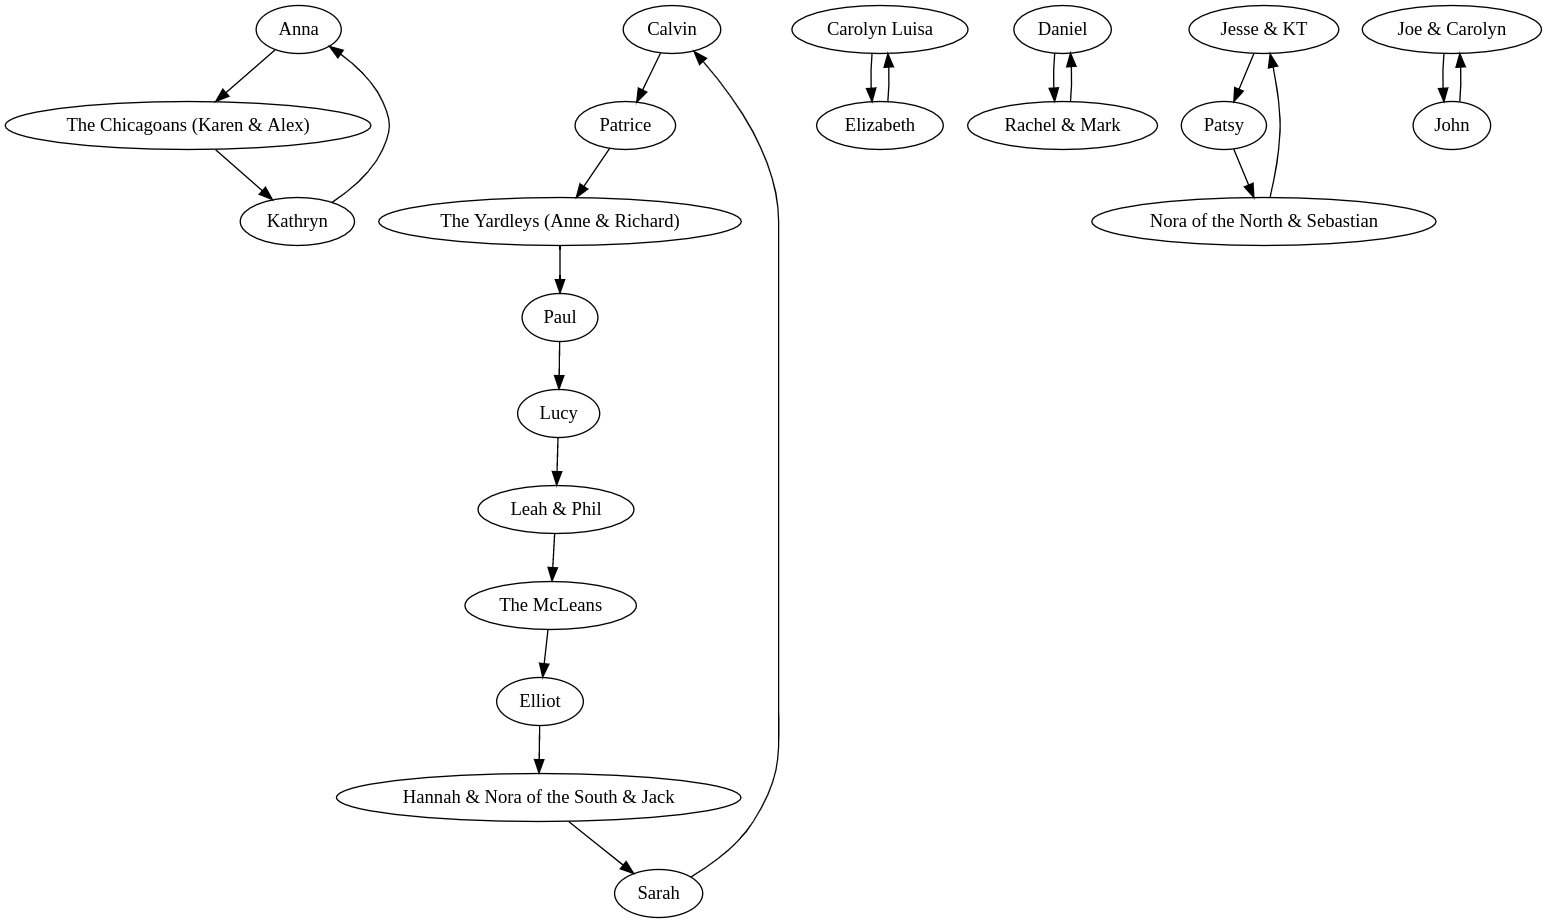 Anna
Calvin
Carolyn Luisa
Daniel
Jesse & KT
Joe & Carolyn
The Chicagoans (Karen & Alex)
Patrice
Elizabeth
Rachel & Mark
Patsy
John
Kathryn
The Yardleys (Anne & Richard)
Nora of the North & Sebastian
Paul
Lucy
Leah & Phil
The McLeans
Elliot
Hannah & Nora of the South & Jack
Sarah